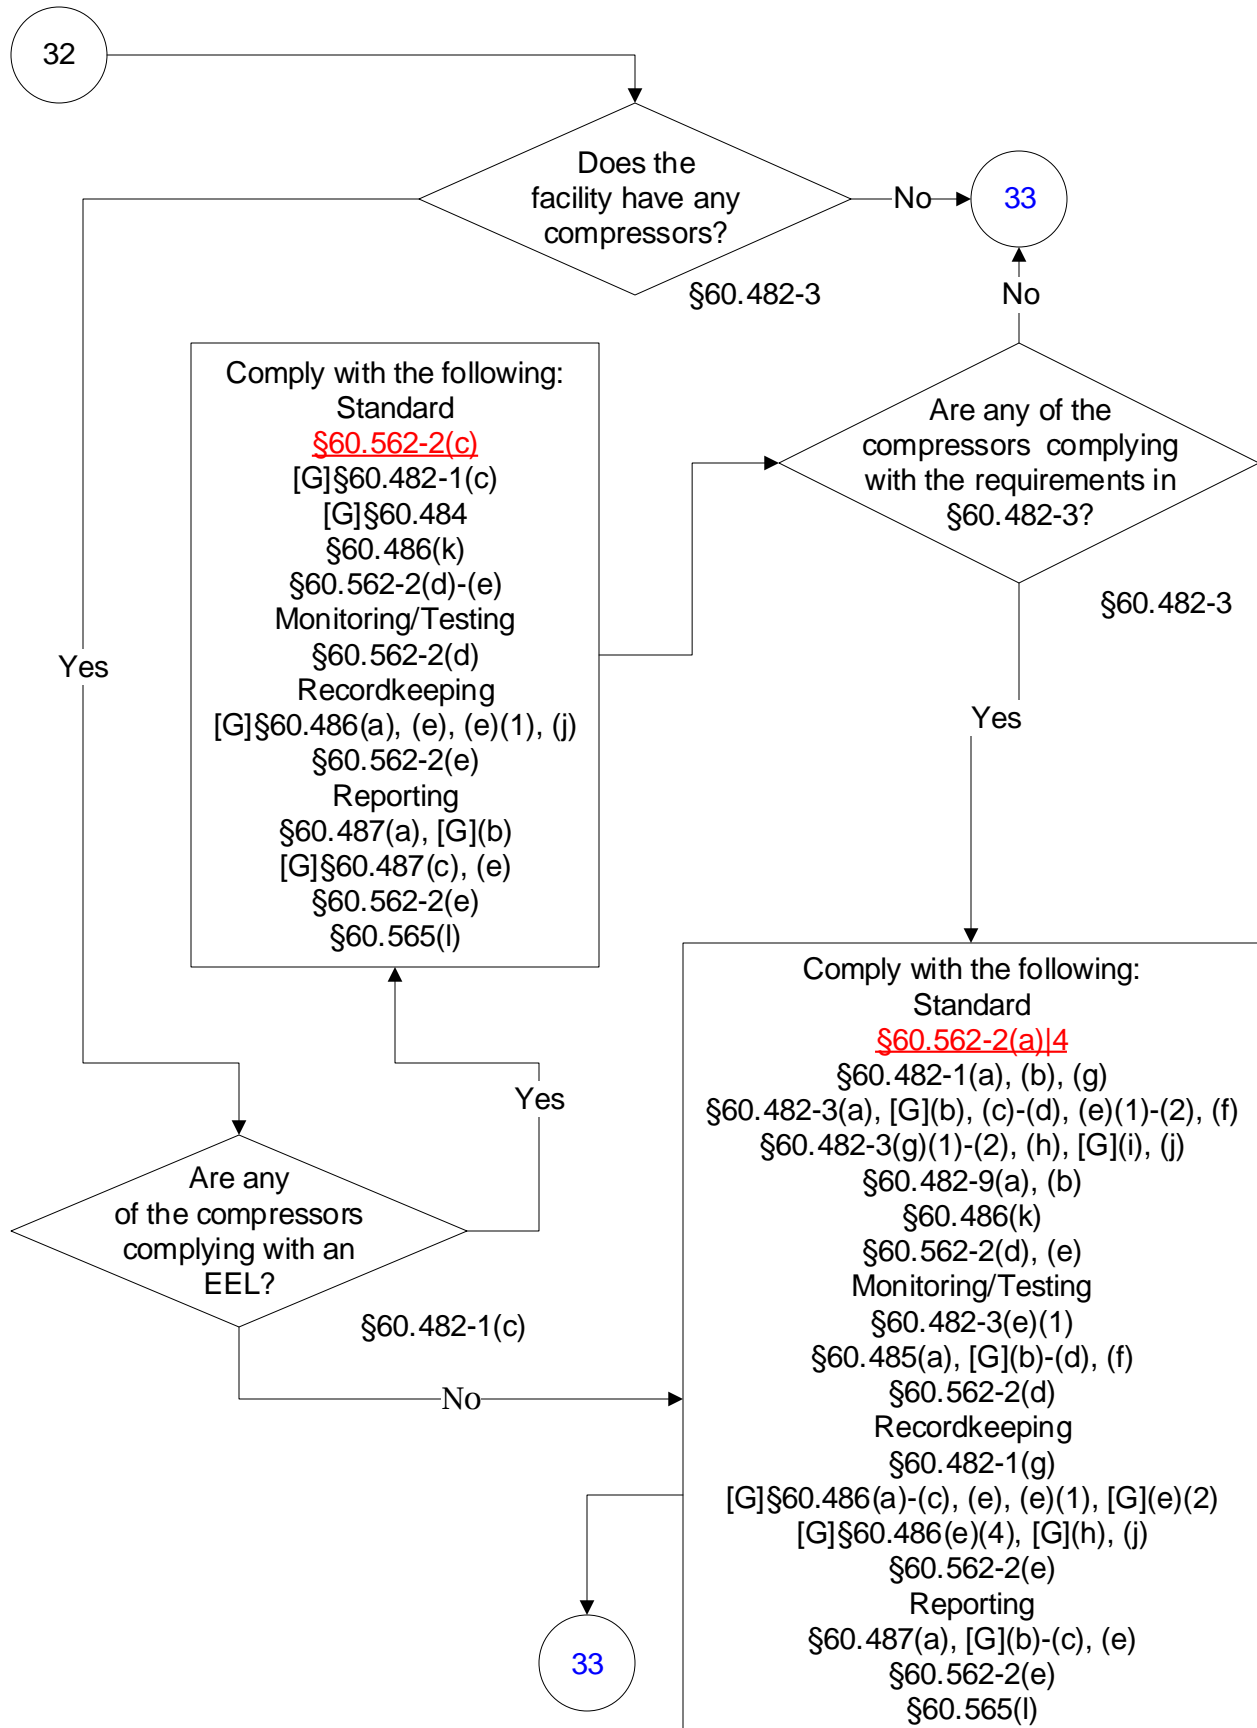 32
Does the
facility have any
compressors?
No
33
§60.482-3
No
Comply with the following:
Standard
§60.562-2(c)
[G]§60.482-1(c)
[G]§60.484
§60.486(k)
§60.562-2(d)-(e)
Monitoring/Testing
§60.562-2(d)
Recordkeeping
[G]§60.486(a), (e), (e)(1), (j)
§60.562-2(e)
Reporting
§60.487(a), [G](b)
[G]§60.487(c), (e)
§60.562-2(e)
§60.565(l)
Are any of the
compressors complying
with the requirements in
§60.482-3?
§60.482-3
Yes
Yes
Yes
Are any
of the compressors
complying with an
EEL?
§60.482-1(c)
No
Comply with the following:
Standard
§60.562-2(a)|4
§60.482-1(a), (b), (g)
§60.482-3(a), [G](b), (c)-(d), (e)(1)-(2), (f)
§60.482-3(g)(1)-(2), (h), [G](i), (j)
§60.482-9(a), (b)
§60.486(k)
§60.562-2(d), (e)
Monitoring/Testing
§60.482-3(e)(1)
§60.485(a), [G](b)-(d), (f)
§60.562-2(d)
Recordkeeping
§60.482-1(g)
[G]§60.486(a)-(c), (e), (e)(1), [G](e)(2)
[G]§60.486(e)(4), [G](h), (j)
§60.562-2(e)
Reporting
§60.487(a), [G](b)-(c), (e)
§60.562-2(e)
§60.565(l)
33